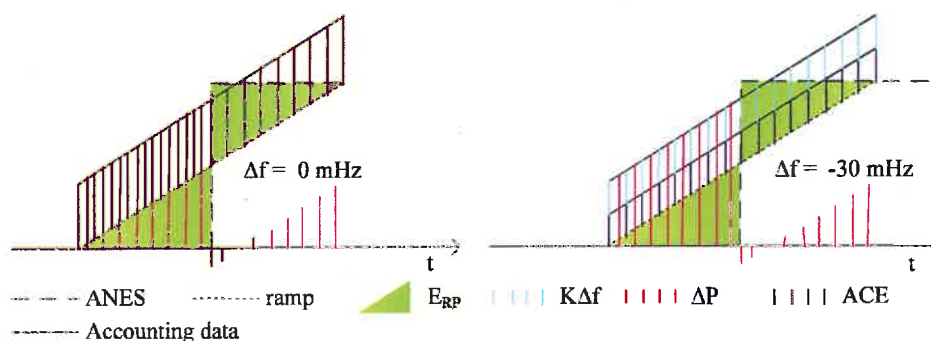 Δf = 0 mHz
t
Δf = -30 mHz
t
ANES
ramp
E_RP
KΔf
ΔP
ACE
Accounting data